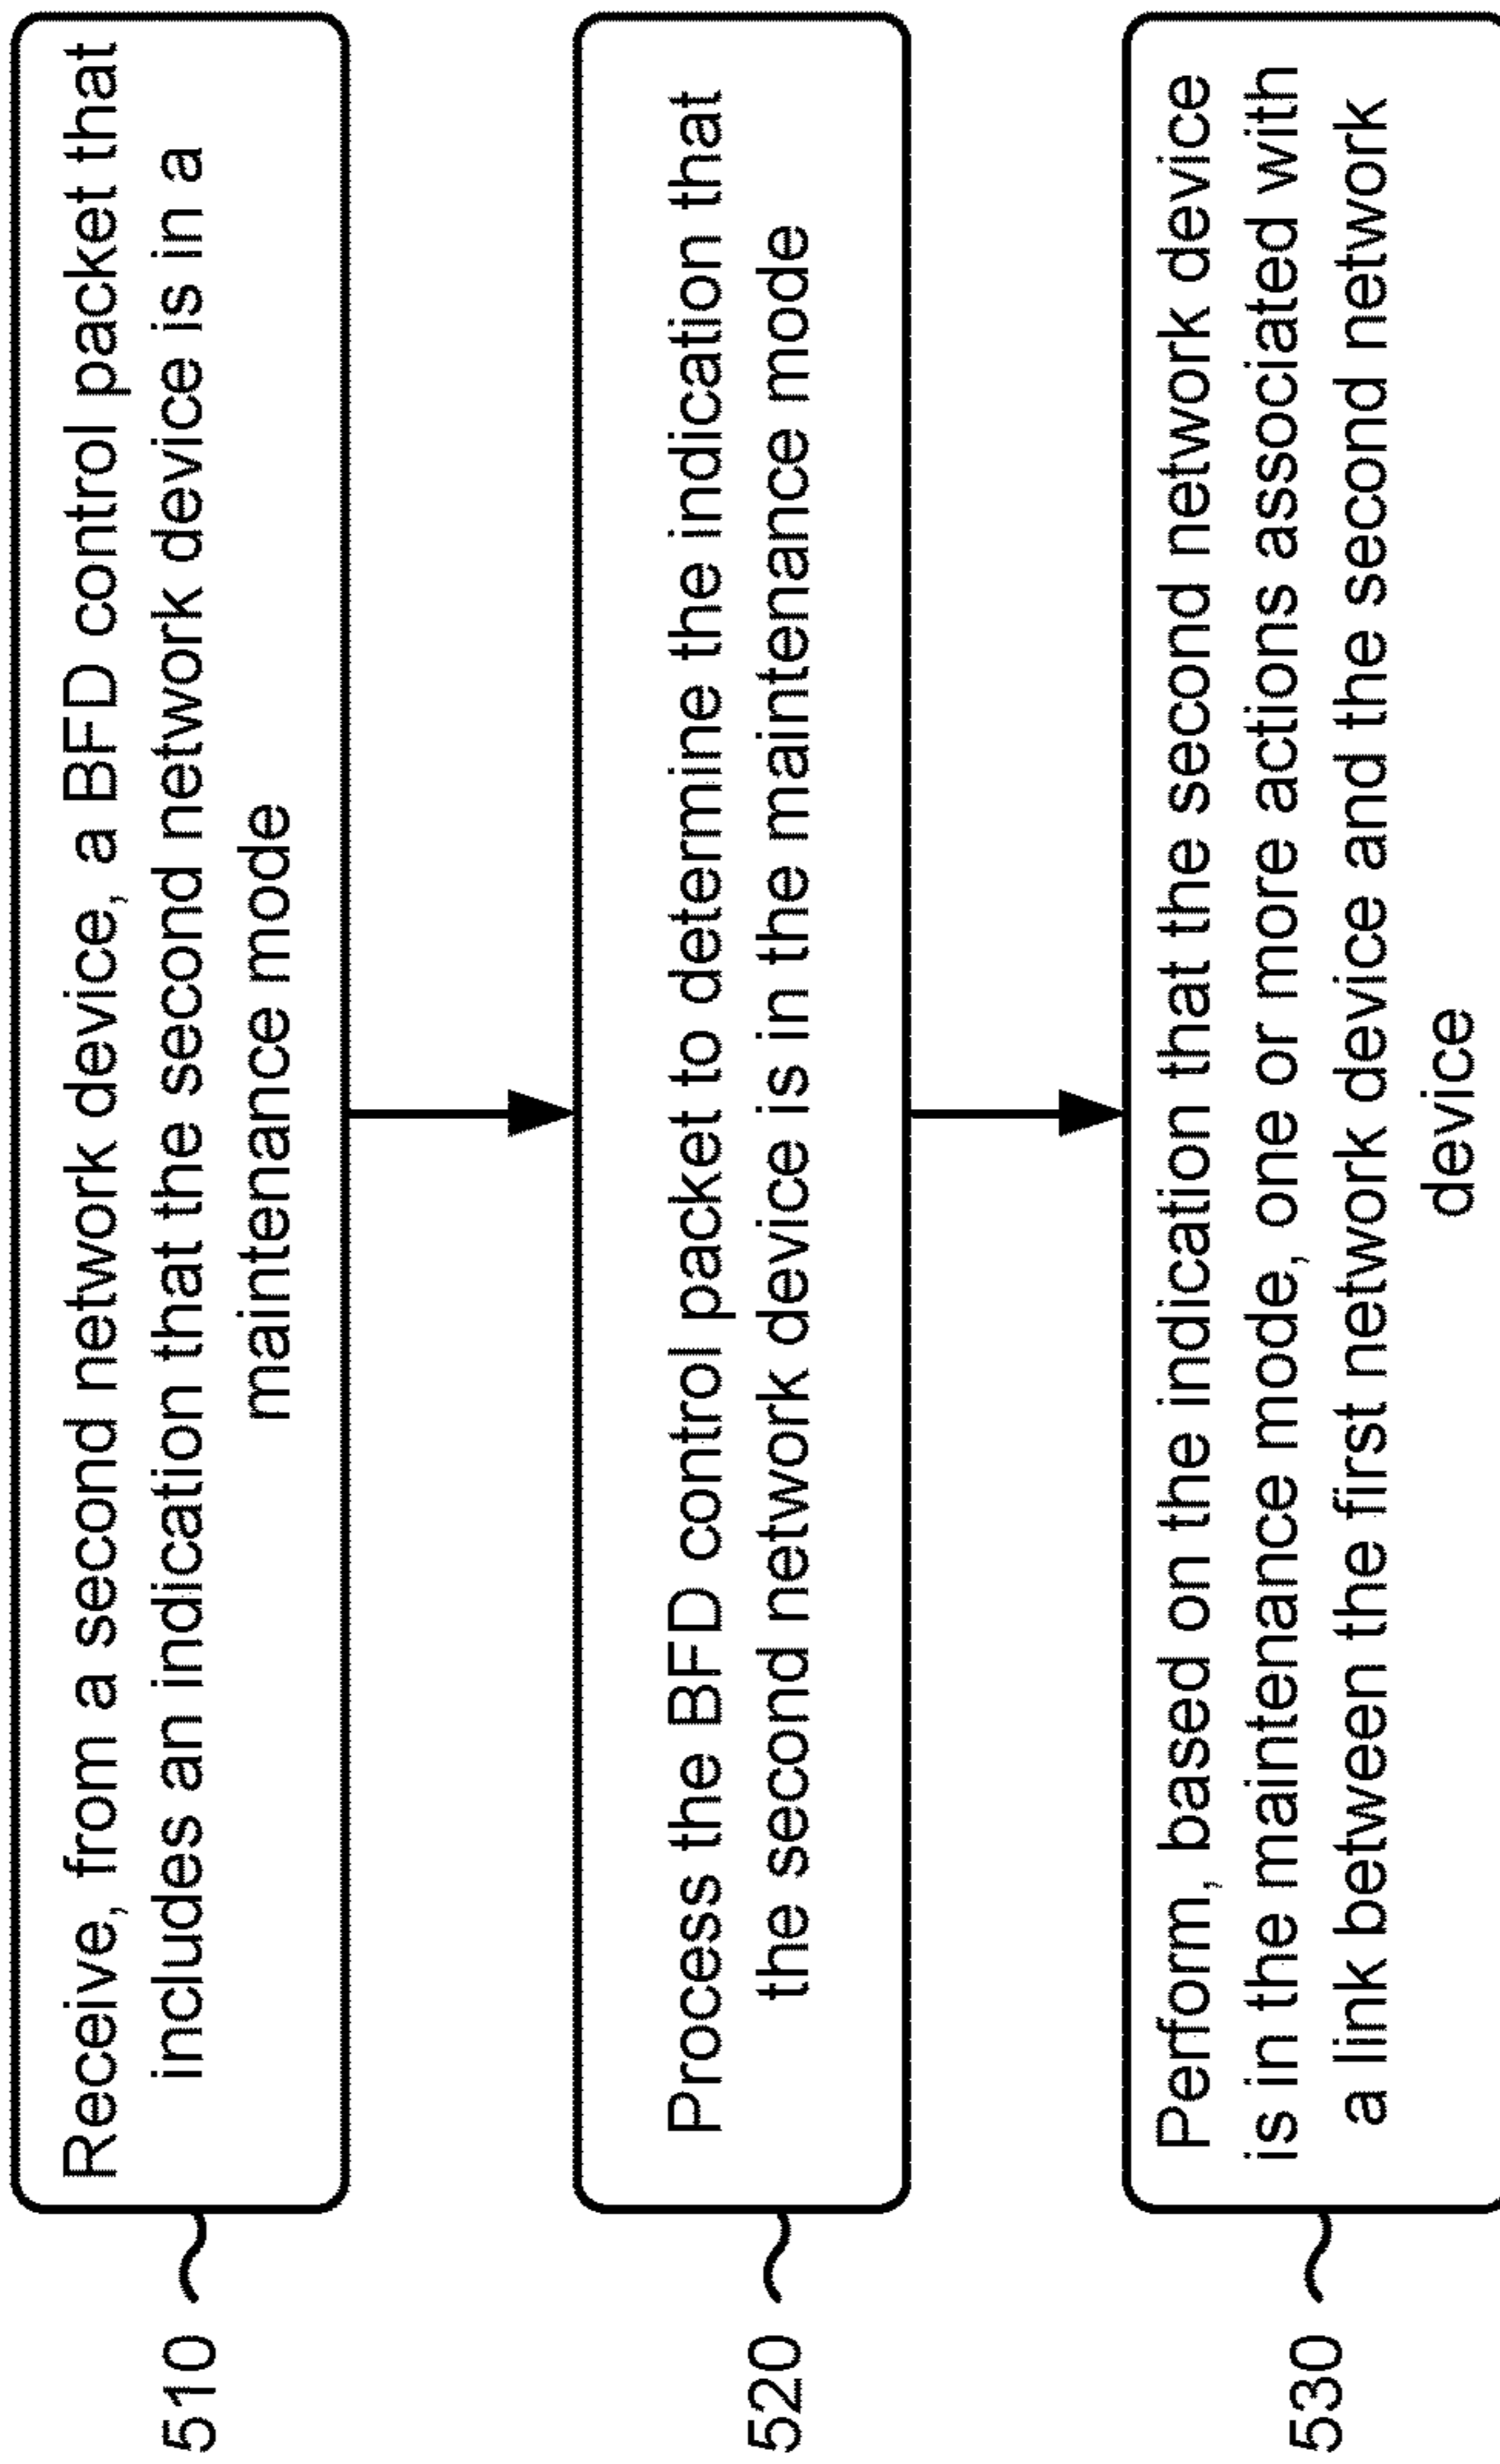 510
Receive, from a second network device, a BFD control packet that
includes an indication that the second network device is in a
maintenance mode
520
Process the BFD control packet to determine the indication that
the second network device is in the maintenance mode
530
Perform, based on the indication that the second network device
is in the maintenance mode, one or more actions associated with
a link between the first network device and the second network
device